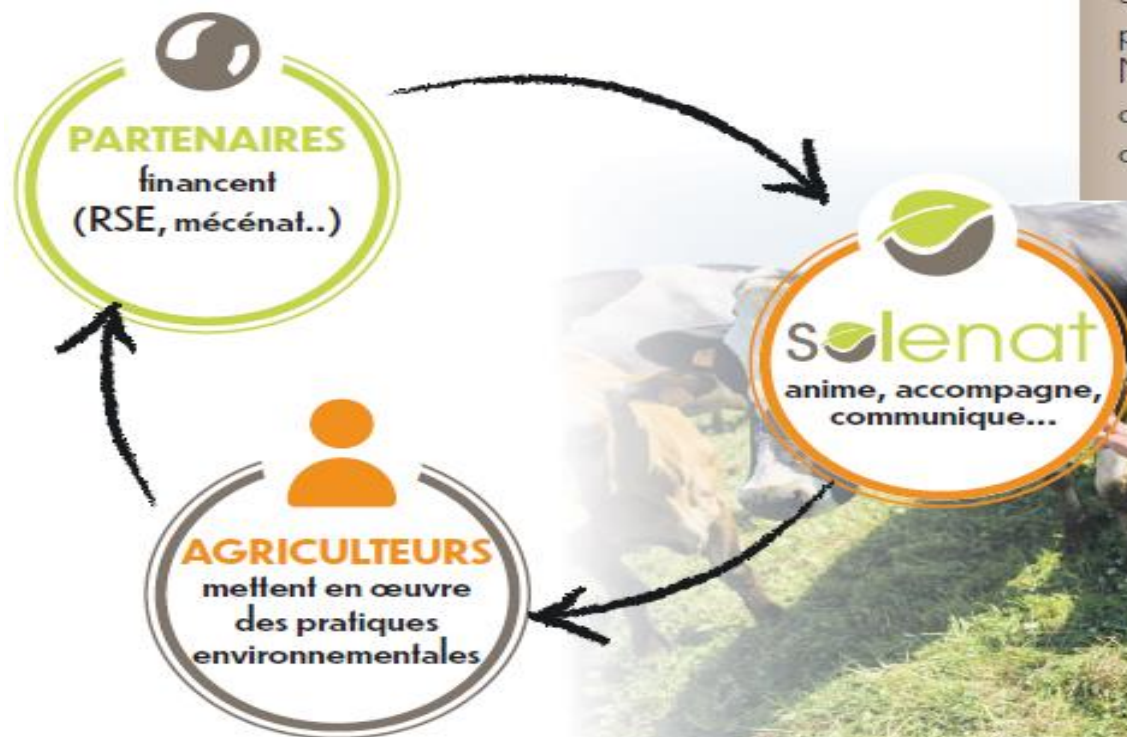 PARTENAIRES
financent
(RSE, mécénat..)
solenat
anime, accompagne,
communique...
AGRICULTEURS
mettent en œuvre
des pratiques
environnementales